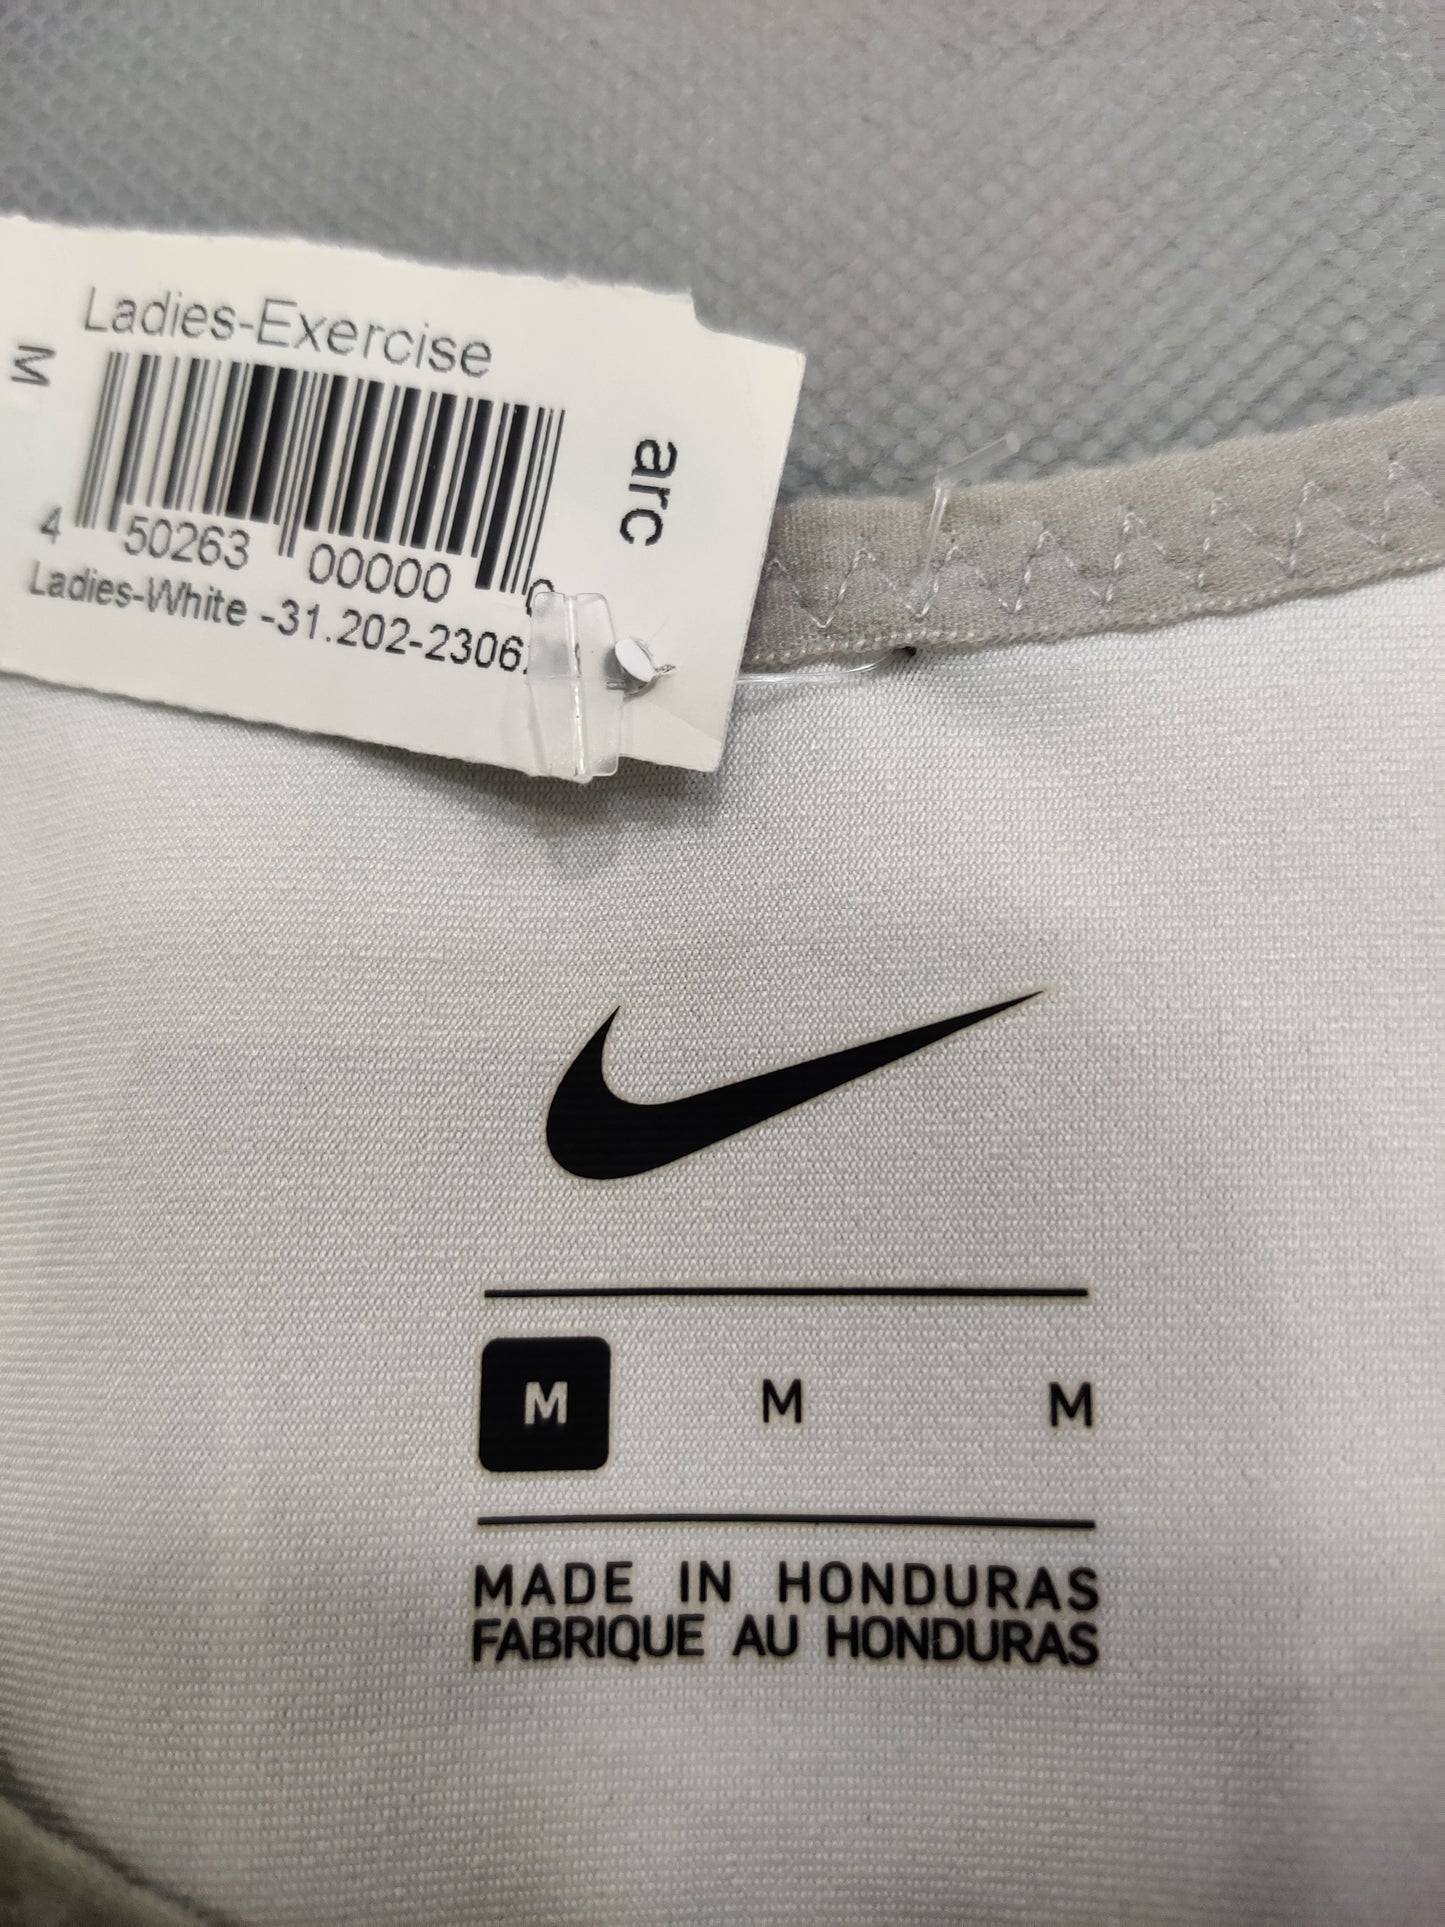 Ladies-Exercise
M
4 50263 00000
Ladies-White -31.202-2306
arc
M M M
MADE IN HONDURAS
FABRIQUE AU HONDURAS